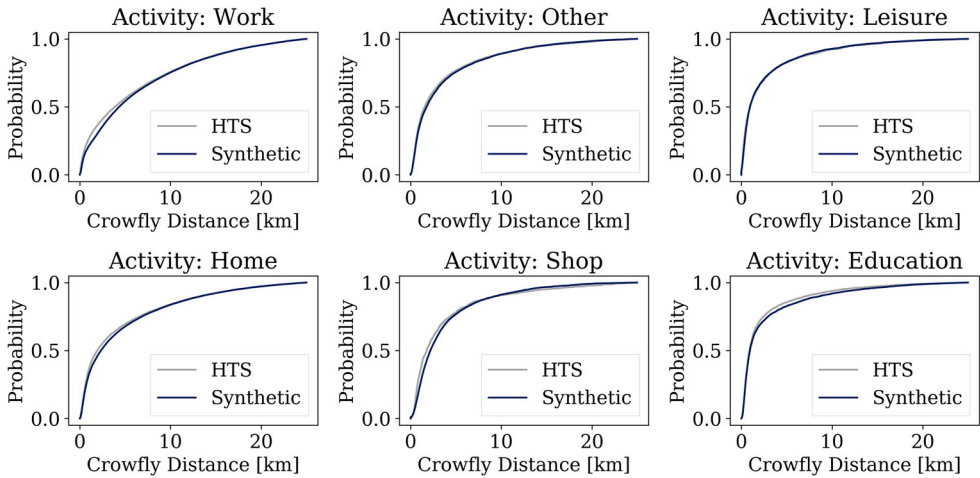 Activity: Work
Probability
1.0
0.5
0.0
HTS
Synthetic
0 10 20
Crowfly Distance [km]
Activity: Other
Probability
1.0
0.5
0.0
HTS
Synthetic
0 10 20
Crowfly Distance [km]
Activity: Leisure
Probability
1.0
0.5
0.0
HTS
Synthetic
0 10 20
Crowfly Distance [km]
Activity: Home
Probability
1.0
0.5
0.0
HTS
Synthetic
0 10 20
Crowfly Distance [km]
Activity: Shop
Probability
1.0
0.5
0.0
HTS
Synthetic
0 10 20
Crowfly Distance [km]
Activity: Education
Probability
1.0
0.5
0.0
HTS
Synthetic
0 10 20
Crowfly Distance [km]